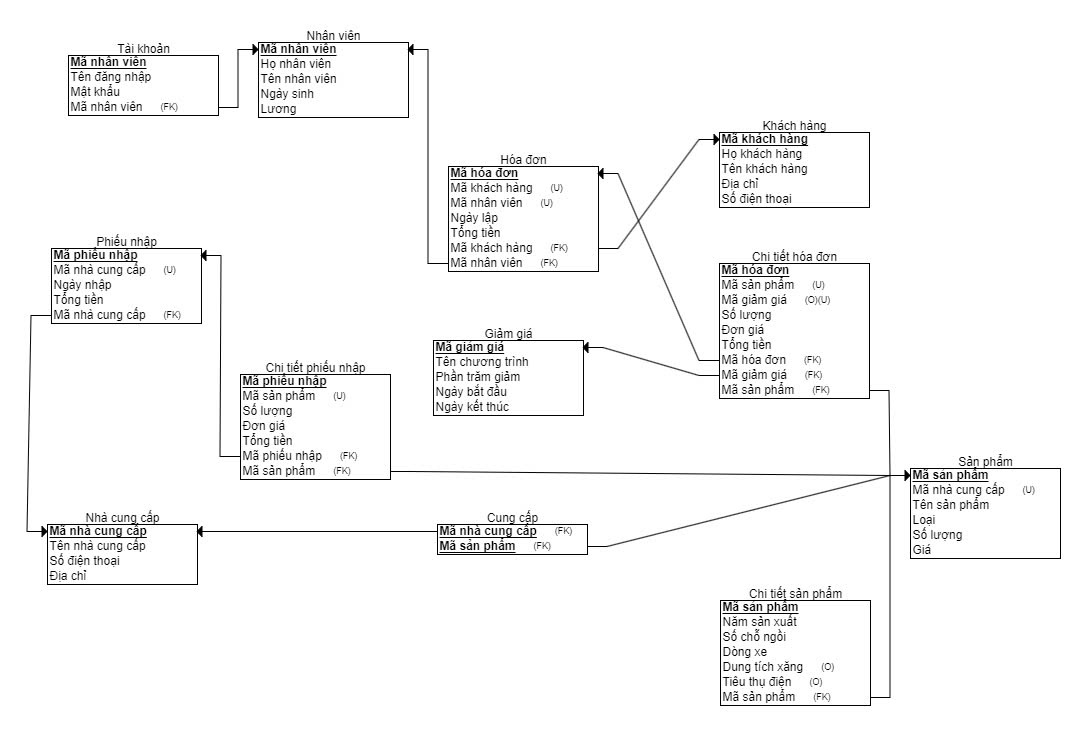 Tài khoản
Mã nhân viên
Tên đăng nhập
Mật khẩu
Mã nhân viên (FK)
Nhân viên
Mã nhân viên
Họ nhân viên
Tên nhân viên
Ngày sinh
Lương
Khách hàng
Mã khách hàng
Họ khách hàng
Tên khách hàng
Địa chỉ
Số điện thoại
Hóa đơn
Mã hóa đơn
Mã khách hàng (U)
Mã nhân viên (U)
Ngày lập
Tổng tiền
Mã khách hàng (FK)
Mã nhân viên (FK)
Phiếu nhập
Mã phiếu nhập
Mã nhà cung cấp (U)
Ngày nhập
Tổng tiền
Mã nhà cung cấp (FK)
Chi tiết hóa đơn
Mã hóa đơn
Mã sản phẩm (U)
Mã giảm giá (O)(U)
Số lượng
Đơn giá
Tổng tiền
Mã hóa đơn (FK)
Mã giảm giá (FK)
Mã sản phẩm (FK)
Giảm giá
Mã giảm giá
Tên chương trình
Phần trăm giảm
Ngày bắt đầu
Ngày kết thúc
Chi tiết phiếu nhập
Mã phiếu nhập
Mã sản phẩm (U)
Số lượng
Đơn giá
Tổng tiền
Mã phiếu nhập (FK)
Mã sản phẩm (FK)
Sản phẩm
Mã sản phẩm
Mã nhà cung cấp (U)
Tên sản phẩm
Loại
Số lượng
Giá
Nhà cung cấp
Mã nhà cung cấp
Tên nhà cung cấp
Số điện thoại
Địa chỉ
Cung cấp
Mã nhà cung cấp (FK)
Mã sản phẩm (FK)
Chi tiết sản phẩm
Mã sản phẩm
Năm sản xuất
Số chỗ ngồi
Dòng xe
Dung tích xăng (O)
Tiêu thụ điện (O)
Mã sản phẩm (FK)